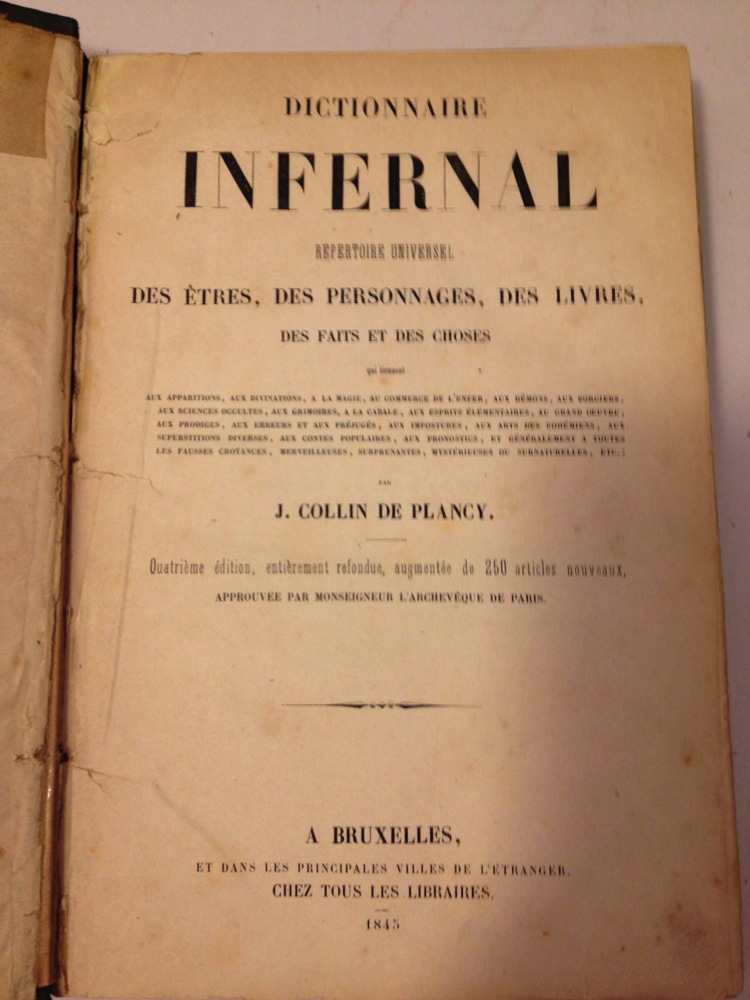 DICTIONNAIRE
INFERNAL
RÉPERTOIRE UNIVERSEL
DES ÊTRES, DES PERSONNAGES, DES LIVRES,
DES FAITS ET DES CHOSES
qui tiennent
AUX APPARITIONS, AUX DIVINATIONS, A LA MAGIE, AU COMMERCE DE L'ENFER, AUX DÉMONS, AUX SORCIERS;
AUX SCIENCES OCCULTES, AUX GRIMOIRES, A LA CABALE, AUX ESPRITS ÉLÉMENTAIRES, AU GRAND OEUVRE,
AUX PRODIGES, AUX ERREURS ET AUX PRÉJUGÉS, AUX IMPOSTURES, AUX ARTS DES BOHÉMIENS, AUX
SUPERSTITIONS DIVERSES, AUX CONTES POPULAIRES, AUX PRONOSTICS, ET GÉNÉRALEMENT A TOUTES
LES FAUSSES CROYANCES, MERVEILLEUSES, SURPRENANTES, MYSTÉRIEUSES OU SURNATURELLES, ETC.;
PAR
J. COLLIN DE PLANCY.
Quatrième édition, entièrement refondue, augmentée de 250 articles nouveaux,
APPROUVÉE PAR MONSEIGNEUR L'ARCHEVÊQUE DE PARIS.
A BRUXELLES,
ET DANS LES PRINCIPALES VILLES DE L'ÉTRANGER,
CHEZ TOUS LES LIBRAIRES.
1845